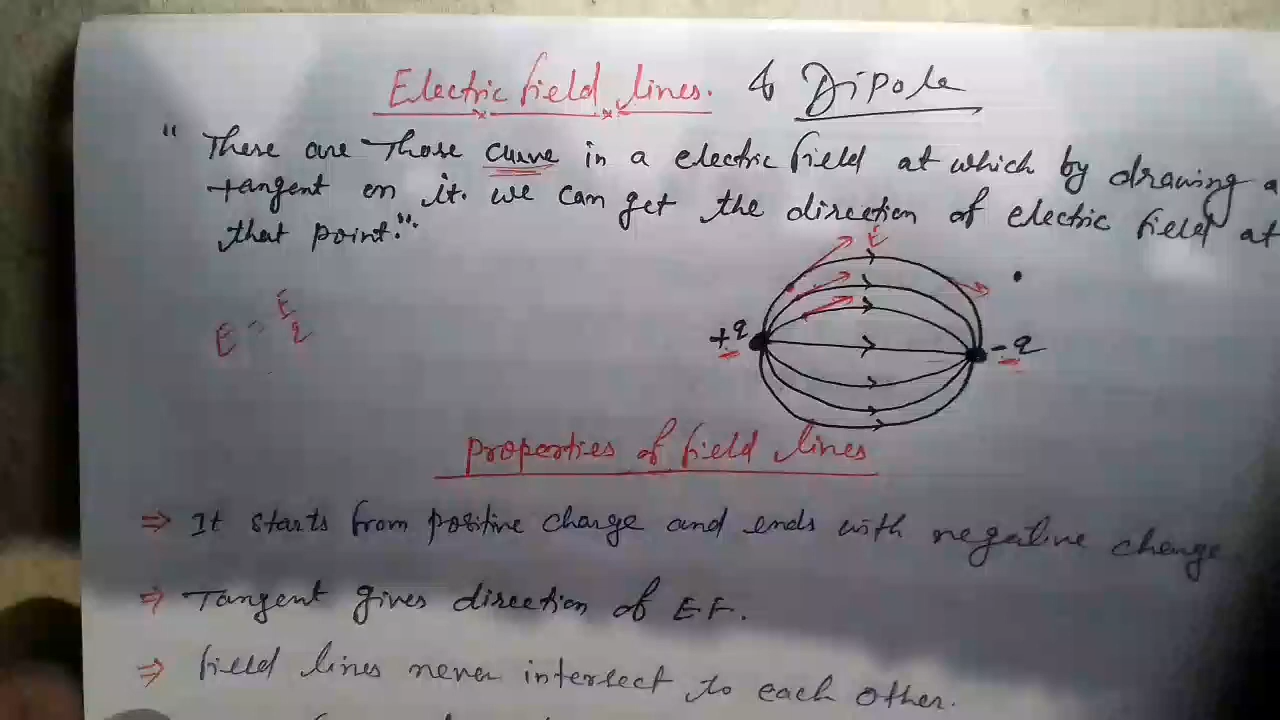 Electric field lines. & Dipole
" These are those curve in a electric field at which by drawing a
tangent on it. we can get the direction of electric field at
that point."
E
E = F/q
+q
-q
Properties of field lines
⇒ It starts from positive charge and ends with negative charge
⇒ Tangent gives direction of EF.
⇒ field lines never intersect to each other.